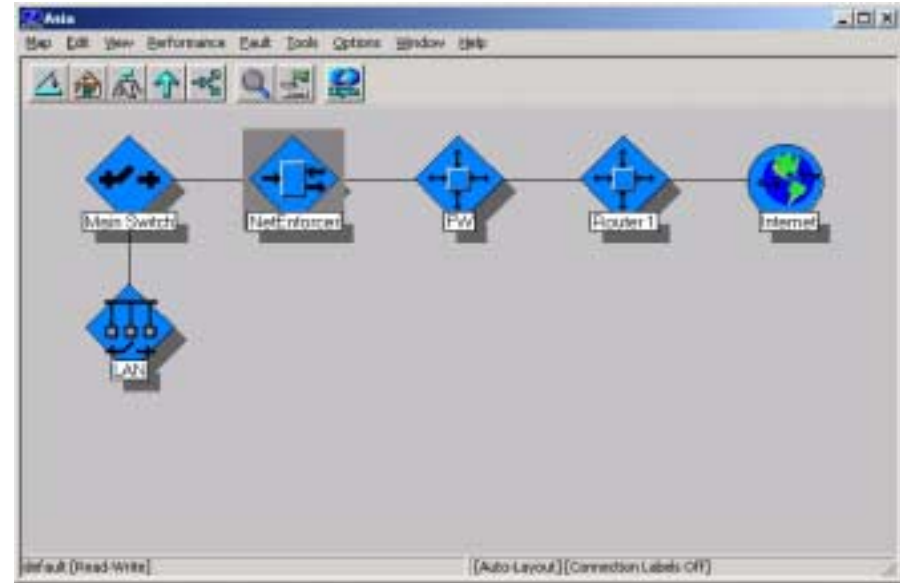 Asia
Map Edit View Performance Fault Tools Options Window Help
Main Switch NetEnforcer FW Router 1 Internet
LAN
default [Read-Write] [Auto-Layout] [Connection Labels Off]